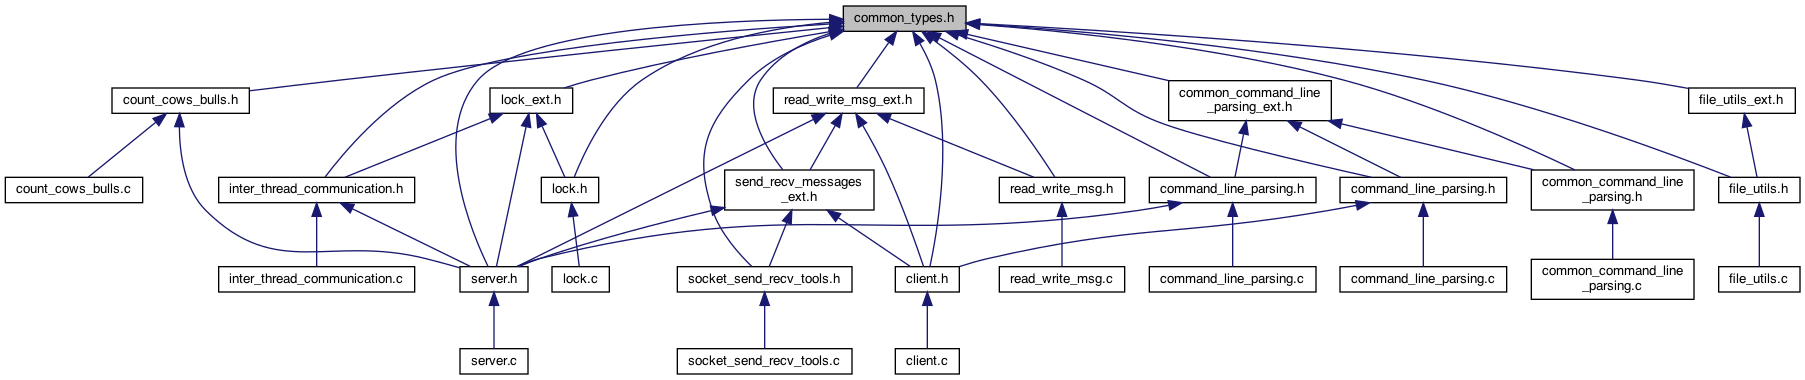 common_types.h
count_cows_bulls.h
lock_ext.h
read_write_msg_ext.h
common_command_line
_parsing_ext.h
file_utils_ext.h
count_cows_bulls.c
inter_thread_communication.h
lock.h
send_recv_messages
_ext.h
read_write_msg.h
command_line_parsing.h
command_line_parsing.h
common_command_line
_parsing.h
file_utils.h
inter_thread_communication.c
server.h
lock.c
socket_send_recv_tools.h
client.h
read_write_msg.c
command_line_parsing.c
command_line_parsing.c
common_command_line
_parsing.c
file_utils.c
server.c
socket_send_recv_tools.c
client.c